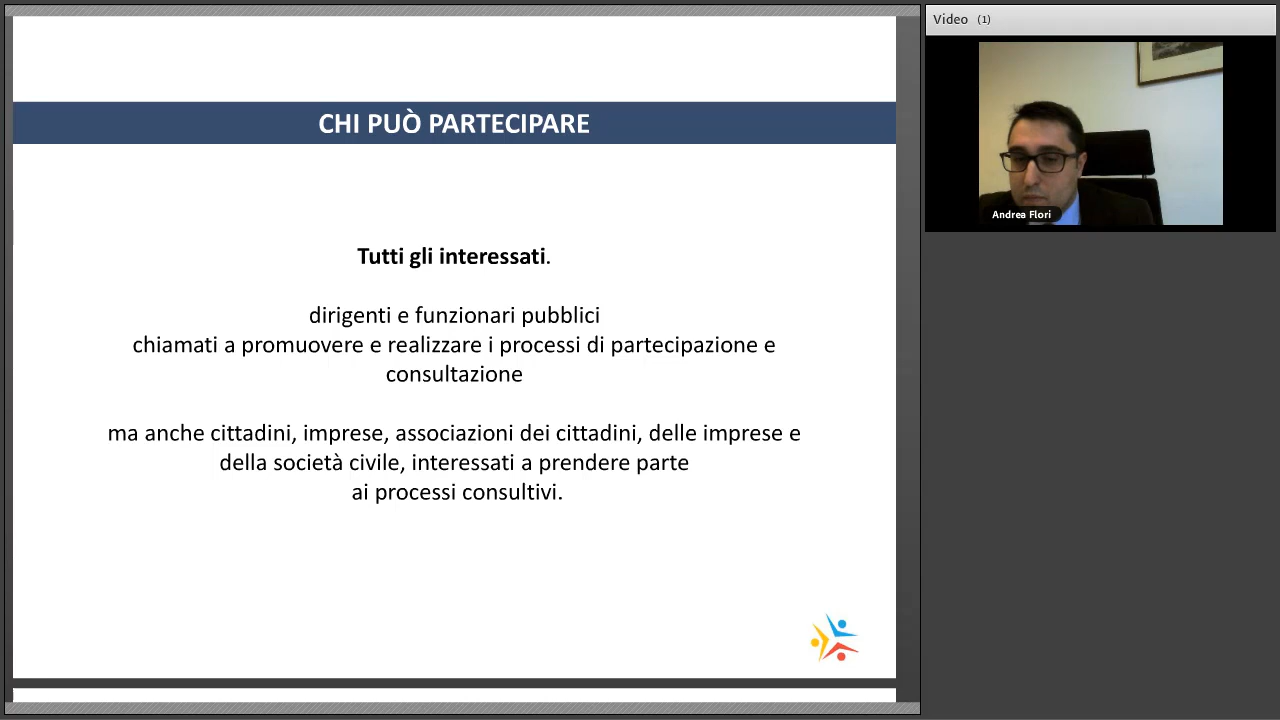 CHI PUÒ PARTECIPARE
Tutti gli interessati.
dirigenti e funzionari pubblici
chiamati a promuovere e realizzare i processi di partecipazione e
consultazione
ma anche cittadini, imprese, associazioni dei cittadini, delle imprese e
della società civile, interessati a prendere parte
ai processi consultivi.
Video (1)
Andrea Flori